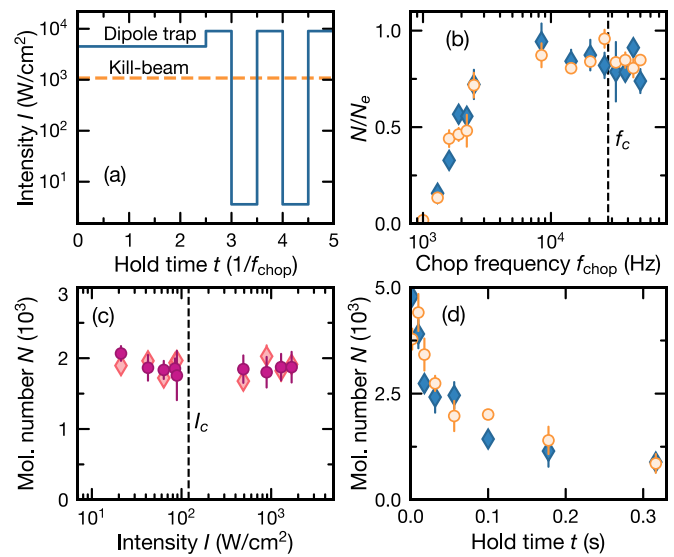 Intensity I (W/cm²)
10⁴
10³
10²
10¹
Dipole trap
Kill-beam
(a)
0 1 2 3 4 5
Hold time t (1/f_chop)
N/Nₑ
1.0
0.5
0.0
(b)
f_c
10³ 10⁴
Chop frequency f_chop (Hz)
Mol. number N (10³)
3
2
1
0
(c)
I_c
10¹ 10² 10³
Intensity I (W/cm²)
Mol. number N (10³)
5.0
2.5
0.0
(d)
0.0 0.1 0.2 0.3
Hold time t (s)